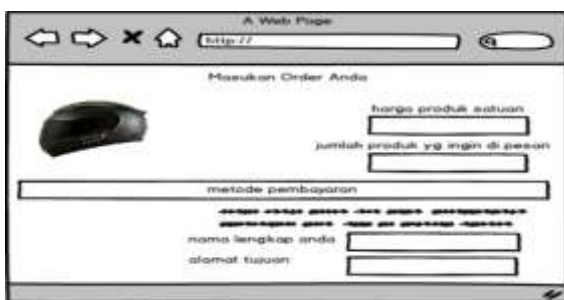 A Web Page
http://
Masukan Order Anda
harga produk satuan
jumlah produk yg ingin di pesan
metode pembayaran
nama lengkap anda
alamat tujuan